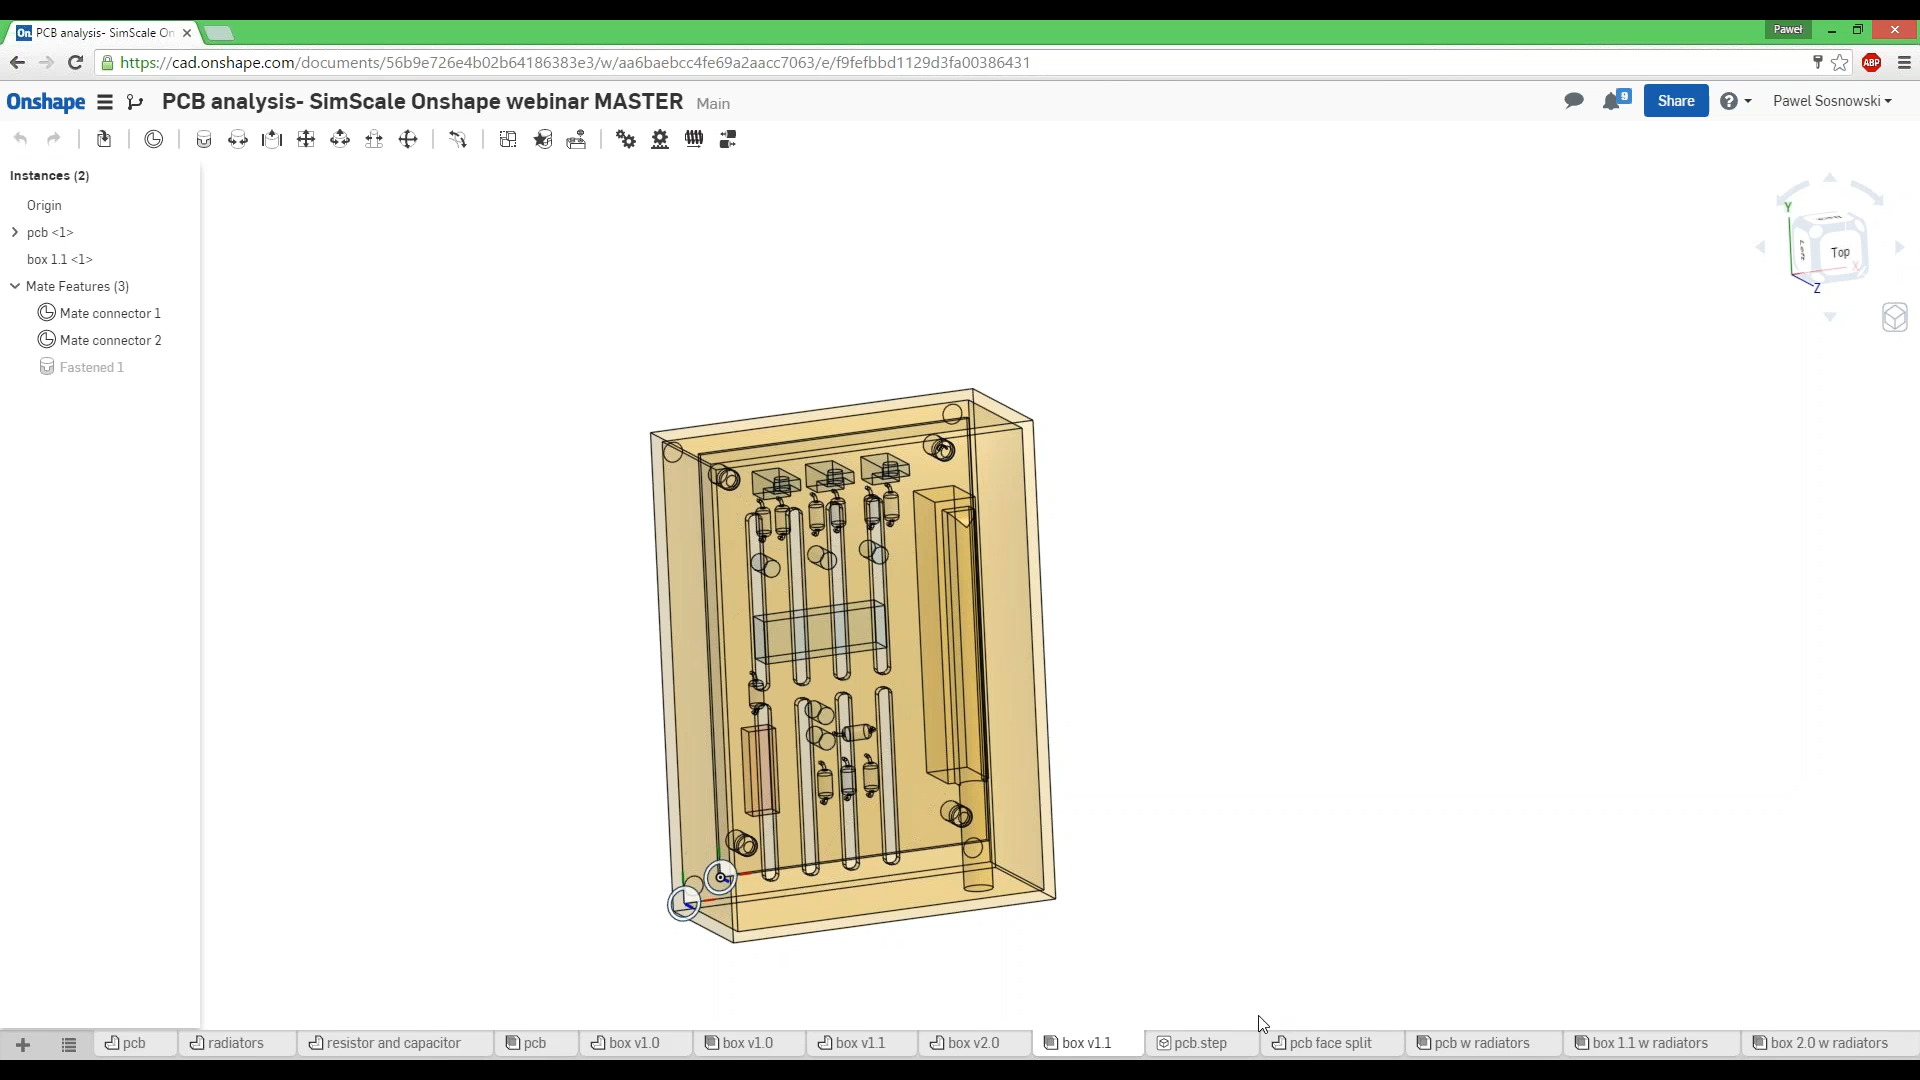 PCB analysis- SimScale On
Paweł
https://cad.onshape.com/documents/56b9e726e4b02b64186383e3/w/aa6baebcc4fe69a2aacc7063/e/f9fefbbd1129d3fa00386431
ABP
Onshape PCB analysis- SimScale Onshape webinar MASTER Main
9 Share Pawel Sosnowski
Instances (2)
Origin
pcb <1>
box 1.1 <1>
Mate Features (3)
Mate connector 1
Mate connector 2
Fastened 1
Y
Left
Top
X
Z
pcb radiators resistor and capacitor pcb box v1.0 box v1.0 box v1.1 box v2.0 box v1.1 pcb.step pcb face split pcb w radiators box 1.1 w radiators box 2.0 w radiators